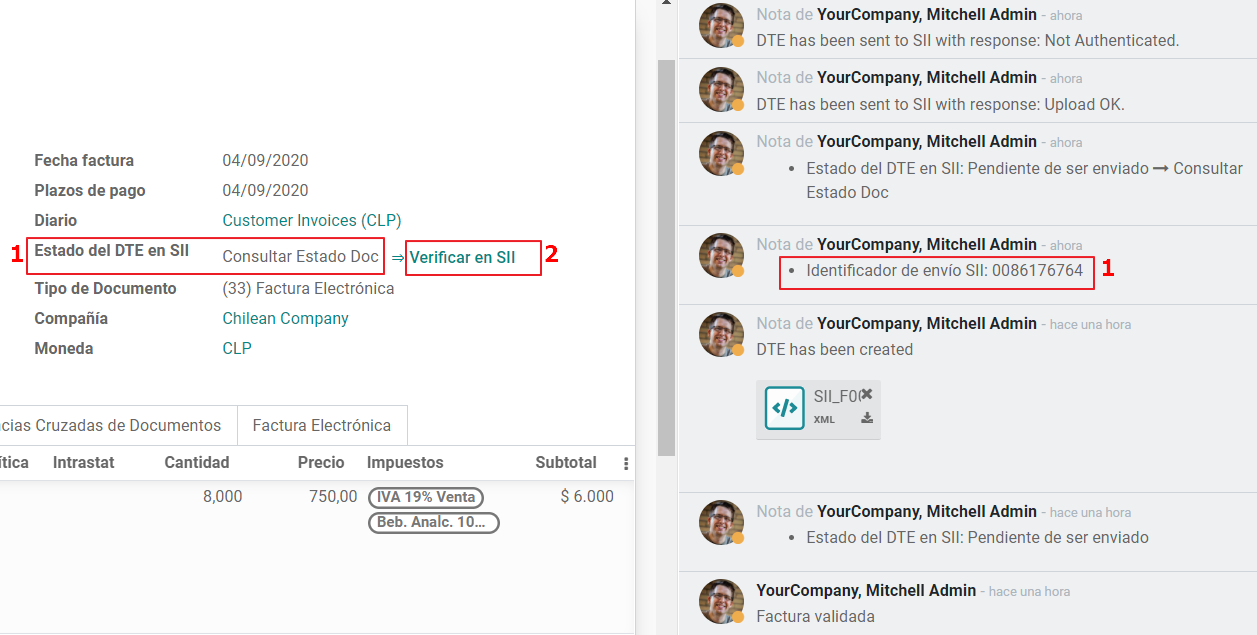 Fecha factura 04/09/2020
Plazos de pago 04/09/2020
Diario Customer Invoices (CLP)
1 Estado del DTE en SII Consultar Estado Doc ⇒ Verificar en SII 2
Tipo de Documento (33) Factura Electrónica
Compañía Chilean Company
Moneda CLP
cias Cruzadas de Documentos Factura Electrónica
ítica Intrastat Cantidad Precio Impuestos Subtotal
8,000 750,00 IVA 19% Venta $ 6.000
Beb. Analc. 10...
Nota de YourCompany, Mitchell Admin - ahora
DTE has been sent to SII with response: Not Authenticated.
Nota de YourCompany, Mitchell Admin - ahora
DTE has been sent to SII with response: Upload OK.
Nota de YourCompany, Mitchell Admin - ahora
• Estado del DTE en SII: Pendiente de ser enviado → Consultar
Estado Doc
Nota de YourCompany, Mitchell Admin - ahora
• Identificador de envío SII: 0086176764 1
Nota de YourCompany, Mitchell Admin - hace una hora
DTE has been created
SII_F0
XML
Nota de YourCompany, Mitchell Admin - hace una hora
• Estado del DTE en SII: Pendiente de ser enviado
YourCompany, Mitchell Admin - hace una hora
Factura validada